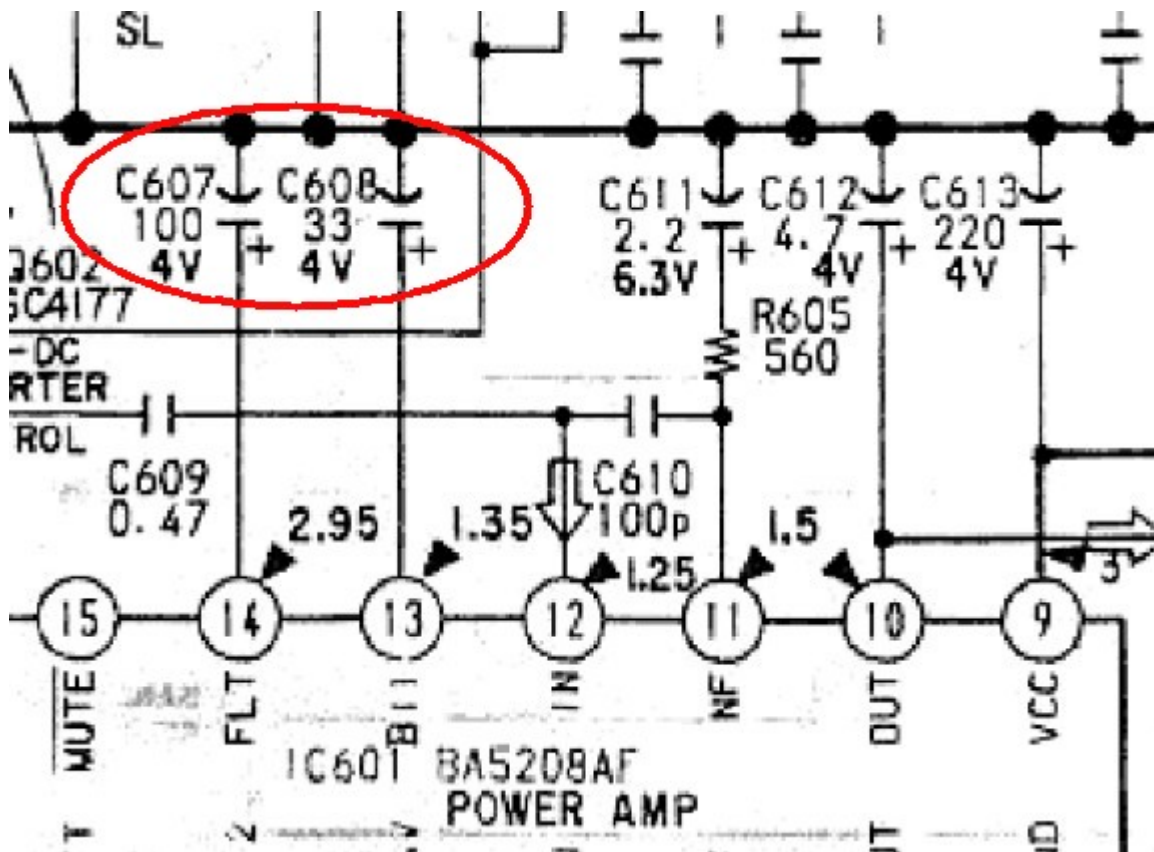 SL
C607
100
4V
C608
33
4V
C611
2.2
6.3V
C612
4.7
4V
C613
220
4V
Q602
SC4177
-DC
RTER
ROL
R605
560
C609
0.47
C610
100p
2.95
1.35
1.25
1.5
3
15
14
13
12
11
10
9
MUTE
FLT
IN
NF
OUT
VCC
IC601 BA5208AF
POWER AMP